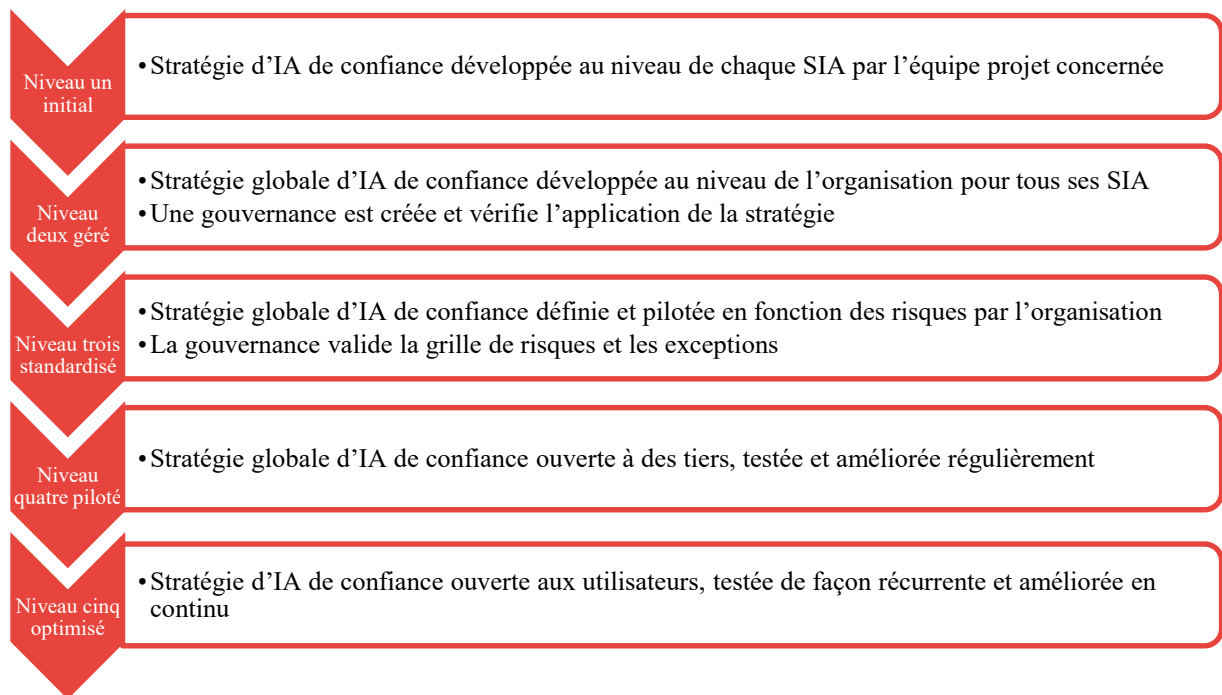 Niveau un
initial
•Stratégie d’IA de confiance développée au niveau de chaque SIA par l’équipe projet concernée
Niveau
deux géré
•Stratégie globale d’IA de confiance développée au niveau de l’organisation pour tous ses SIA
•Une gouvernance est créée et vérifie l’application de la stratégie
Niveau trois
standardisé
•Stratégie globale d’IA de confiance définie et pilotée en fonction des risques par l’organisation
•La gouvernance valide la grille de risques et les exceptions
Niveau
quatre piloté
•Stratégie globale d’IA de confiance ouverte à des tiers, testée et améliorée régulièrement
Niveau cinq
optimisé
•Stratégie d’IA de confiance ouverte aux utilisateurs, testée de façon récurrente et améliorée en
continu